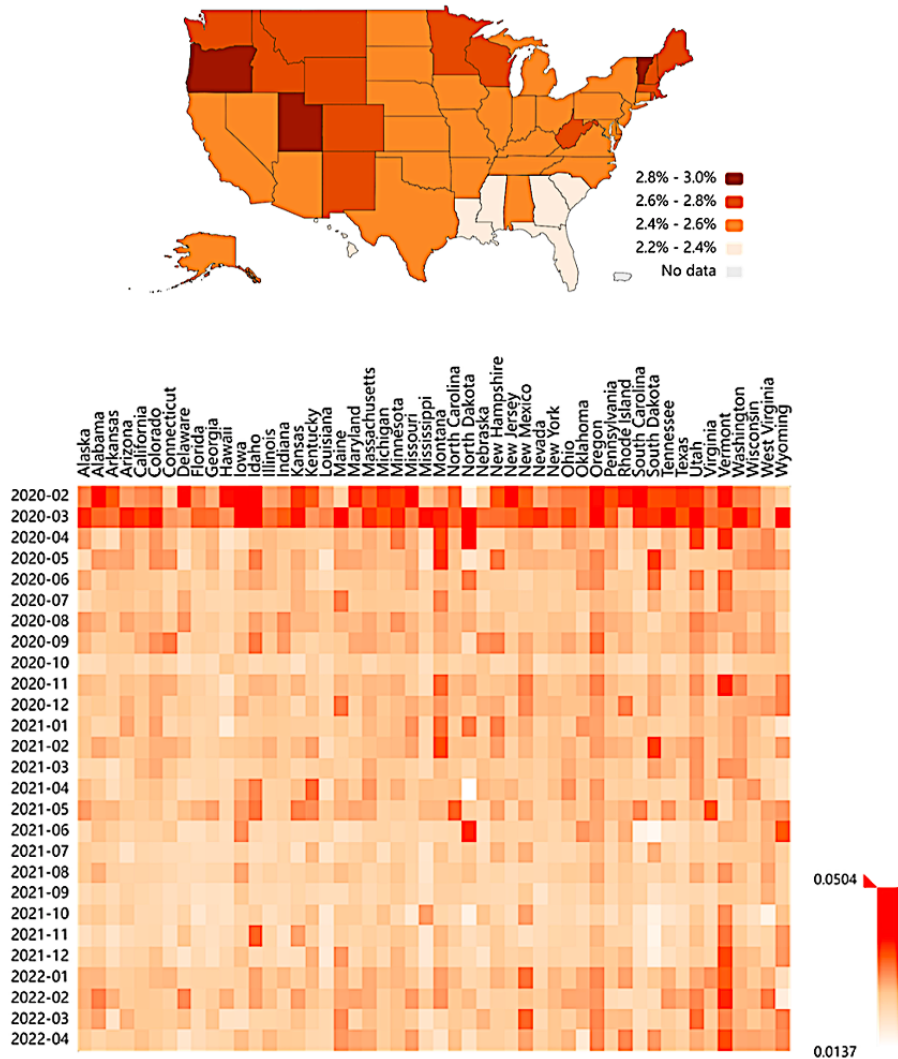 2.8% - 3.0%
2.6% - 2.8%
2.4% - 2.6%
2.2% - 2.4%
No data
Alaska
Alabama
Arkansas
Arizona
California
Colorado
Connecticut
Delaware
Florida
Georgia
Hawaii
Iowa
Idaho
Illinois
Indiana
Kansas
Kentucky
Louisiana
Maine
Maryland
Massachusetts
Michigan
Minnesota
Missouri
Mississippi
Montana
North Carolina
North Dakota
Nebraska
New Hampshire
New Jersey
New Mexico
Nevada
New York
Ohio
Oklahoma
Oregon
Pennsylvania
Rhode Island
South Carolina
South Dakota
Tennessee
Texas
Utah
Virginia
Vermont
Washington
Wisconsin
West Virginia
Wyoming
2020-02
2020-03
2020-04
2020-05
2020-06
2020-07
2020-08
2020-09
2020-10
2020-11
2020-12
2021-01
2021-02
2021-03
2021-04
2021-05
2021-06
2021-07
2021-08
2021-09
2021-10
2021-11
2021-12
2022-01
2022-02
2022-03
2022-04
0.0504
0.0137